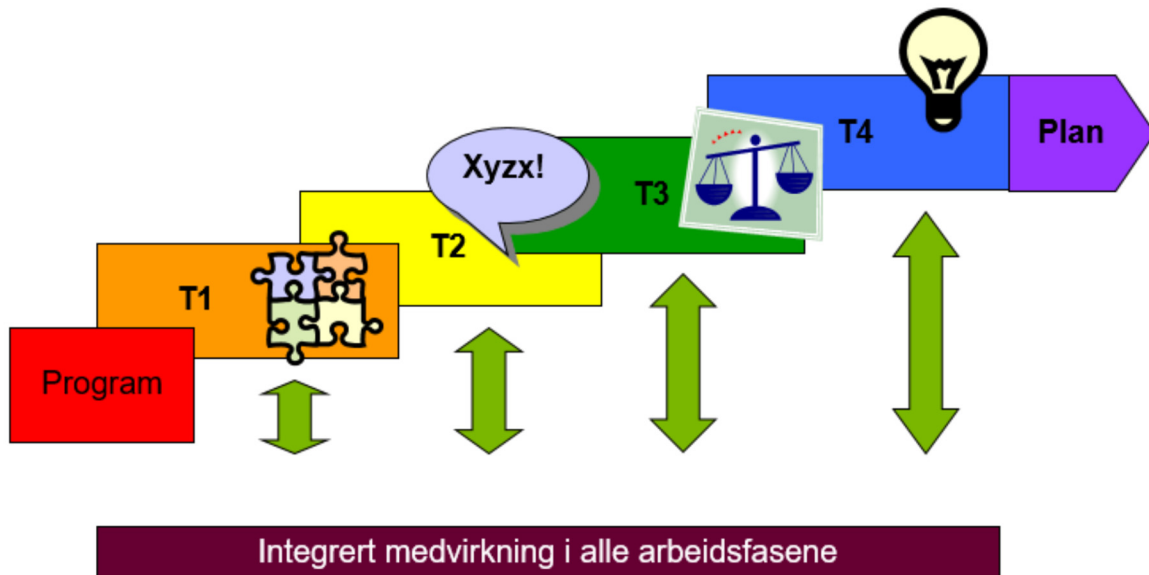 Program
T1
T2
Xyzx!
T3
T4
Plan
Integrert medvirkning i alle arbeidsfasene